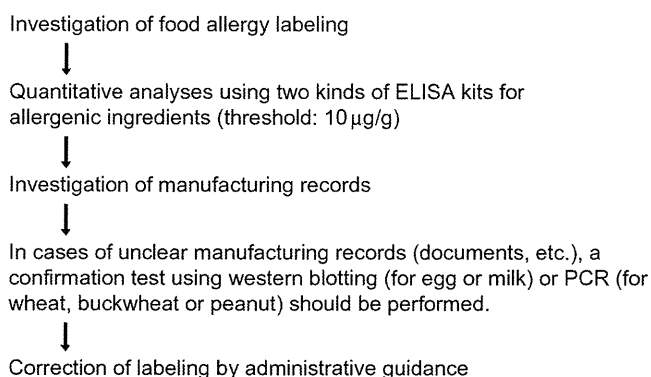 Investigation of food allergy labeling
Quantitative analyses using two kinds of ELISA kits for
allergenic ingredients (threshold: 10 μg/g)
Investigation of manufacturing records
In cases of unclear manufacturing records (documents, etc.), a
confirmation test using western blotting (for egg or milk) or PCR (for
wheat, buckwheat or peanut) should be performed.
Correction of labeling by administrative guidance